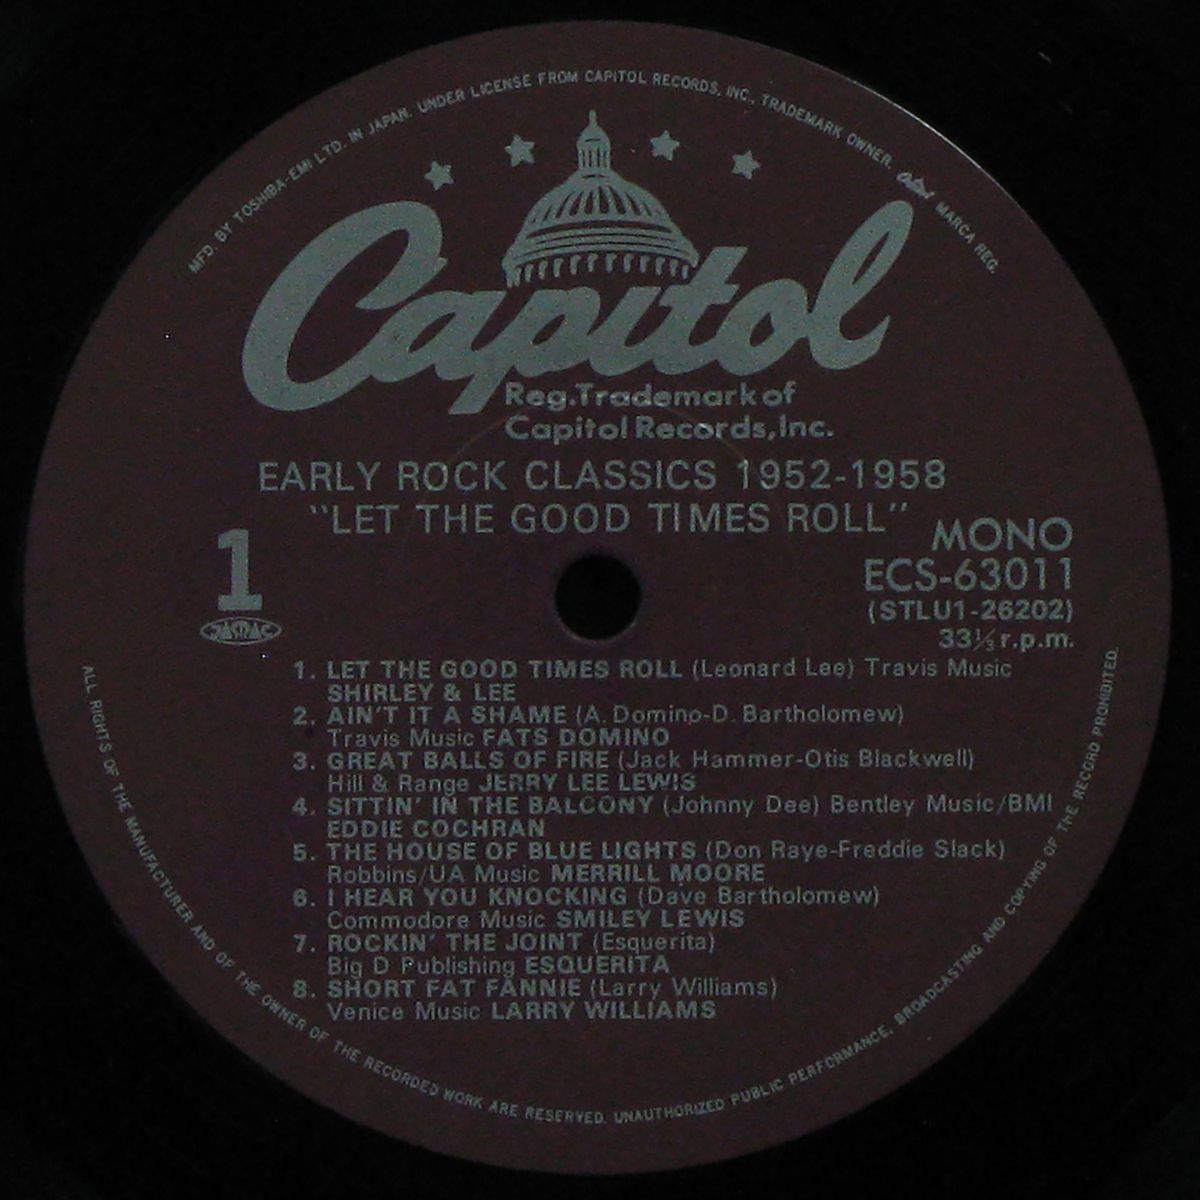 MFD. BY TOSHIBA-EMI LTD. IN JAPAN. UNDER LICENSE FROM CAPITOL RECORDS, INC., TRADEMARK OWNER. Capitol MARCA REG.
Capitol
Reg. Trademark of
Capitol Records, Inc.
EARLY ROCK CLASSICS 1952-1958
"LET THE GOOD TIMES ROLL"
1
JASRAC
MONO
ECS-63011
(STLU1-26202)
33⅓ r.p.m.
1. LET THE GOOD TIMES ROLL (Leonard Lee) Travis Music
SHIRLEY & LEE
2. AIN'T IT A SHAME (A. Domino-D. Bartholomew)
Travis Music FATS DOMINO
3. GREAT BALLS OF FIRE (Jack Hammer-Otis Blackwell)
Hill & Range JERRY LEE LEWIS
4. SITTIN' IN THE BALCONY (Johnny Dee) Bentley Music/BMI
EDDIE COCHRAN
5. THE HOUSE OF BLUE LIGHTS (Don Raye-Freddie Slack)
Robbins/UA Music MERRILL MOORE
6. I HEAR YOU KNOCKING (Dave Bartholomew)
Commodore Music SMILEY LEWIS
7. ROCKIN' THE JOINT (Esquerita)
Big D Publishing ESQUERITA
8. SHORT FAT FANNIE (Larry Williams)
Venice Music LARRY WILLIAMS
ALL RIGHTS OF THE MANUFACTURER AND OF THE OWNER OF THE RECORDED WORK ARE RESERVED. UNAUTHORIZED PUBLIC PERFORMANCE, BROADCASTING AND COPYING OF THE RECORD PROHIBITED.